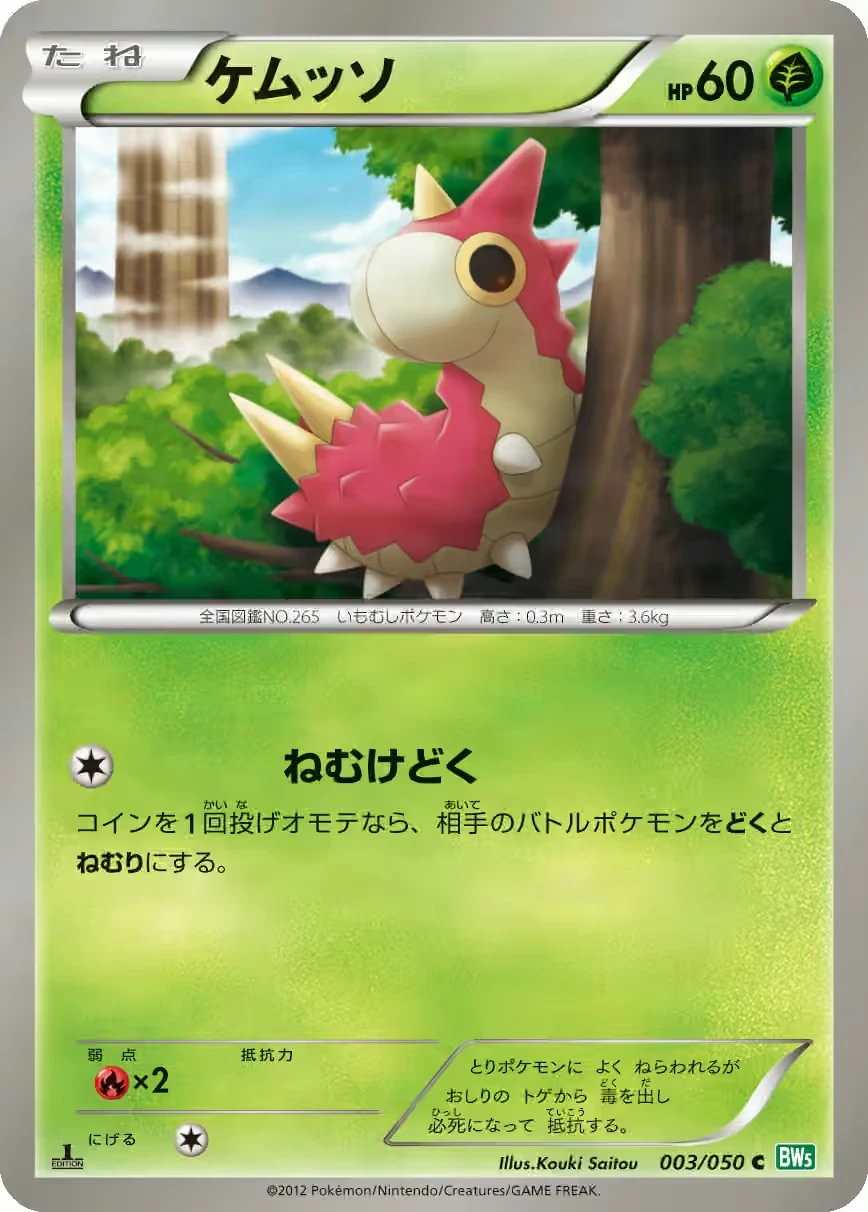 たね ケムッソ HP60
全国図鑑NO.265 いもむしポケモン 高さ:0.3m 重さ:3.6kg
ねむけどく
コインを1回投げオモテなら、相手のバトルポケモンをどくと
ねむりにする。
弱点 抵抗力
×2
にげる
とりポケモンに よく ねらわれるが
おしりの トゲから 毒を出し
必死になって 抵抗する。
1 EDITION
Illus.Kouki Saitou 003/050 C BW5
©2012 Pokémon/Nintendo/Creatures/GAME FREAK.